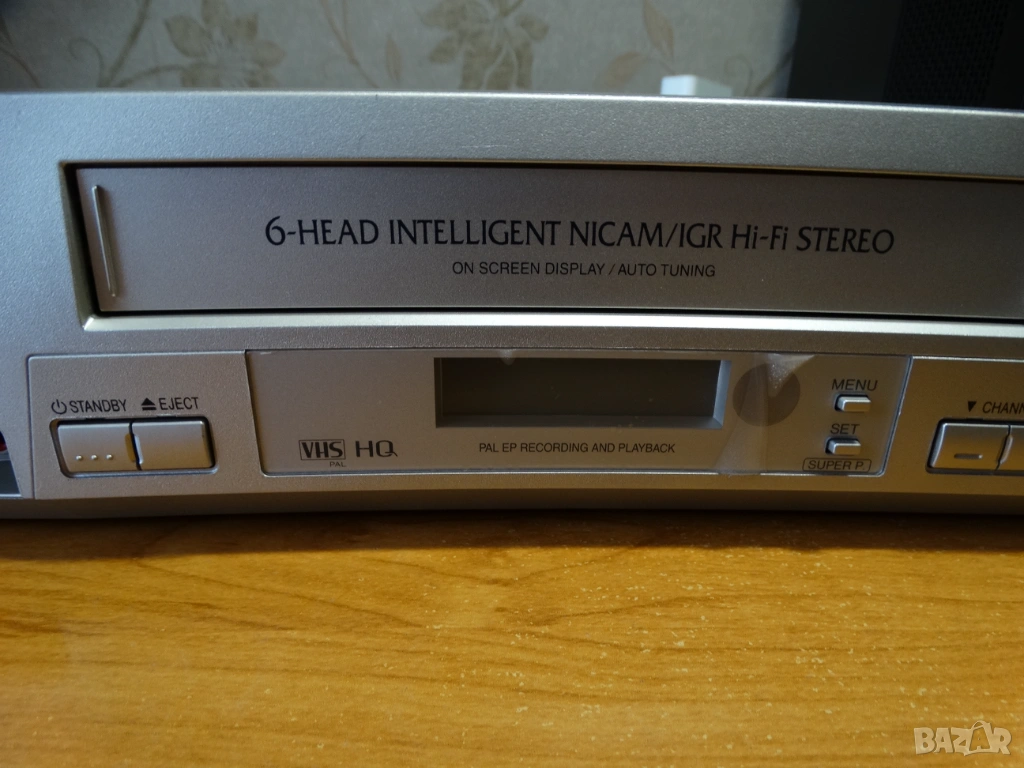 6-HEAD INTELLIGENT NICAM/IGR Hi-Fi STEREO
ON SCREEN DISPLAY / AUTO TUNING
⏻ STANDBY ⏏ EJECT
VHS HQ
PAL
PAL EP RECORDING AND PLAYBACK
MENU
SET
SUPER P.
▼ CHANN
BAZAR